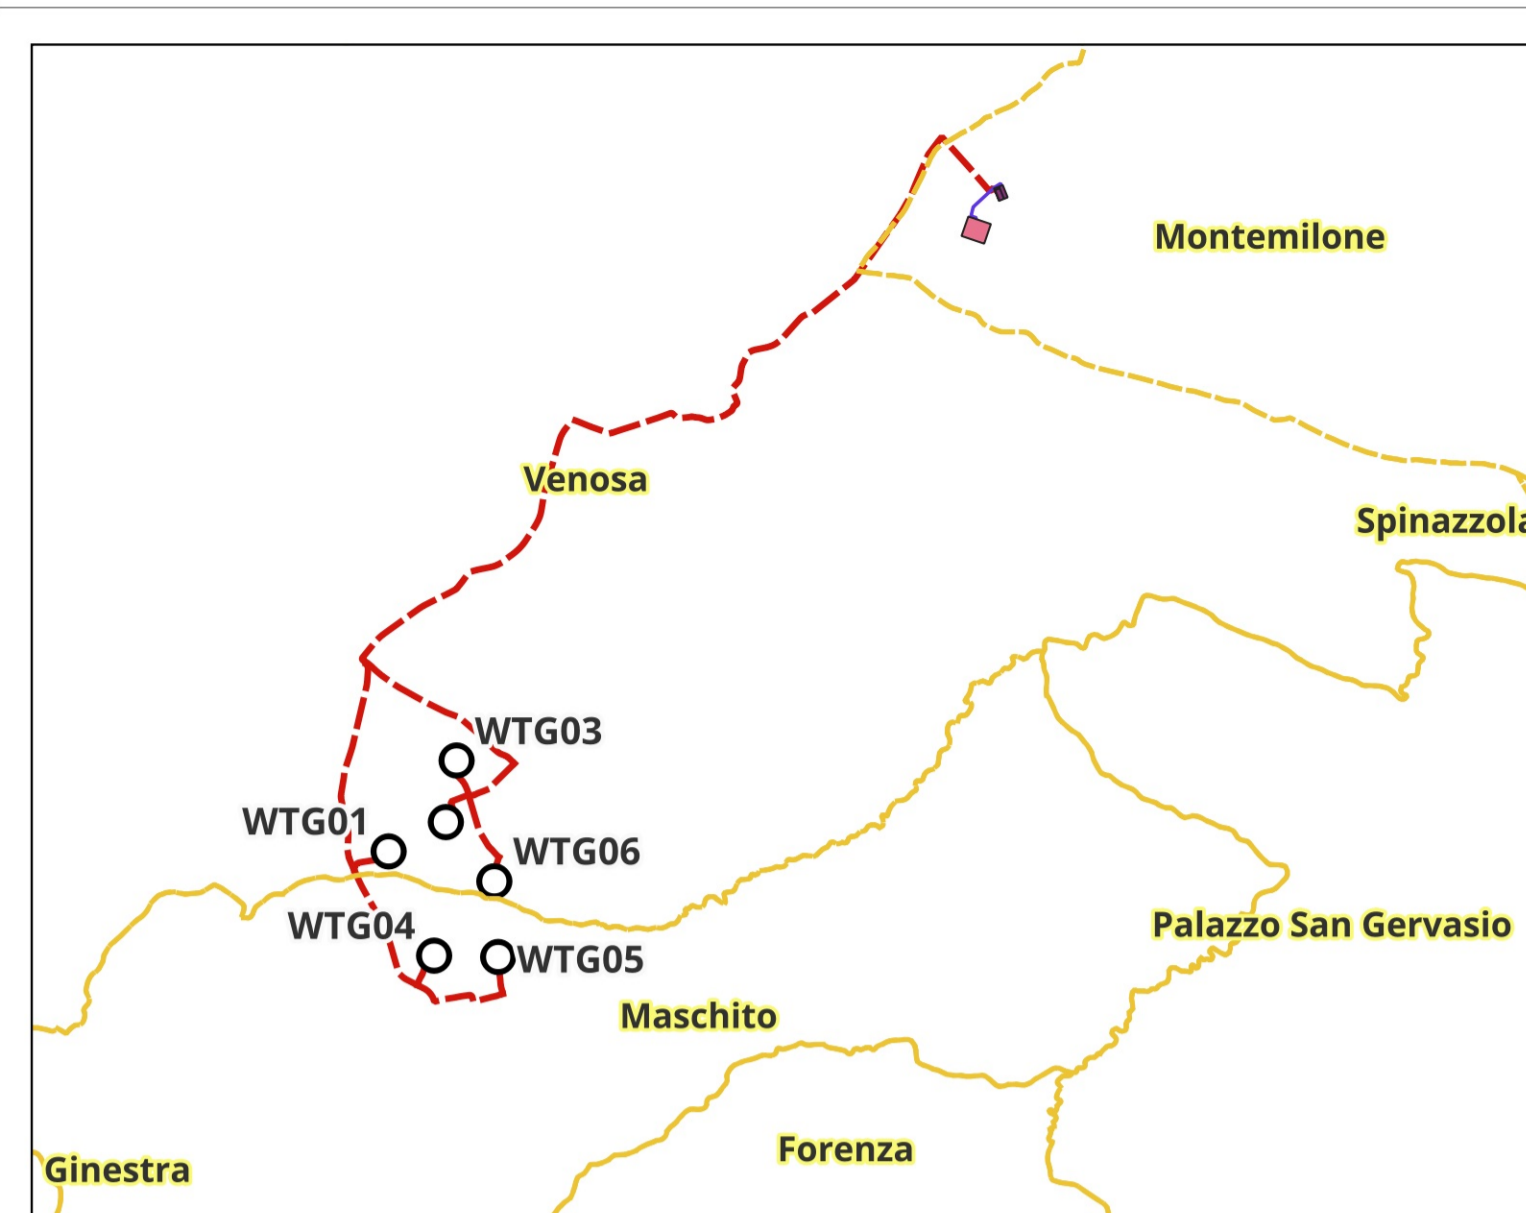 Montemilone
Venosa
Spinazzola
WTG03
WTG01
WTG06
WTG04
Palazzo San Gervasio
WTG05
Maschito
Forenza
Ginestra